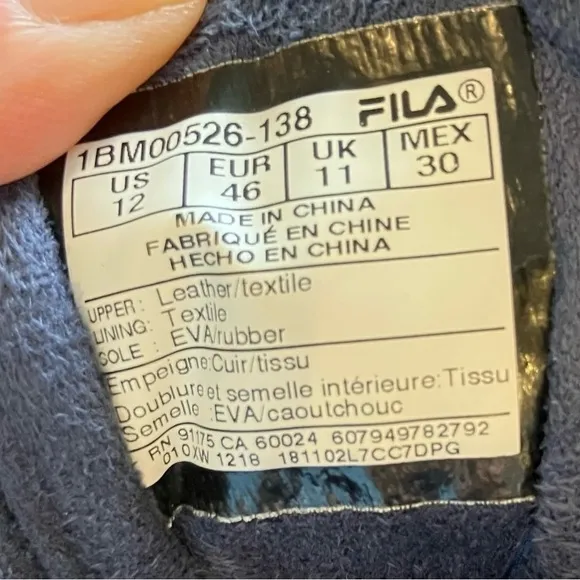 1BM00526-138 FILA®
US EUR UK MEX
12 46 11 30
MADE IN CHINA
FABRIQUÉ EN CHINE
HECHO EN CHINA
UPPER: Leather/textile
LINING: Textile
SOLE: EVA/rubber
Empeigne:Cuir/tissu
Doublure et semelle intérieure:Tissu
Semelle :EVA/caoutchouc
RN 91175 CA 60024 607949782792
010XW 1218 181102L7CC7DPG